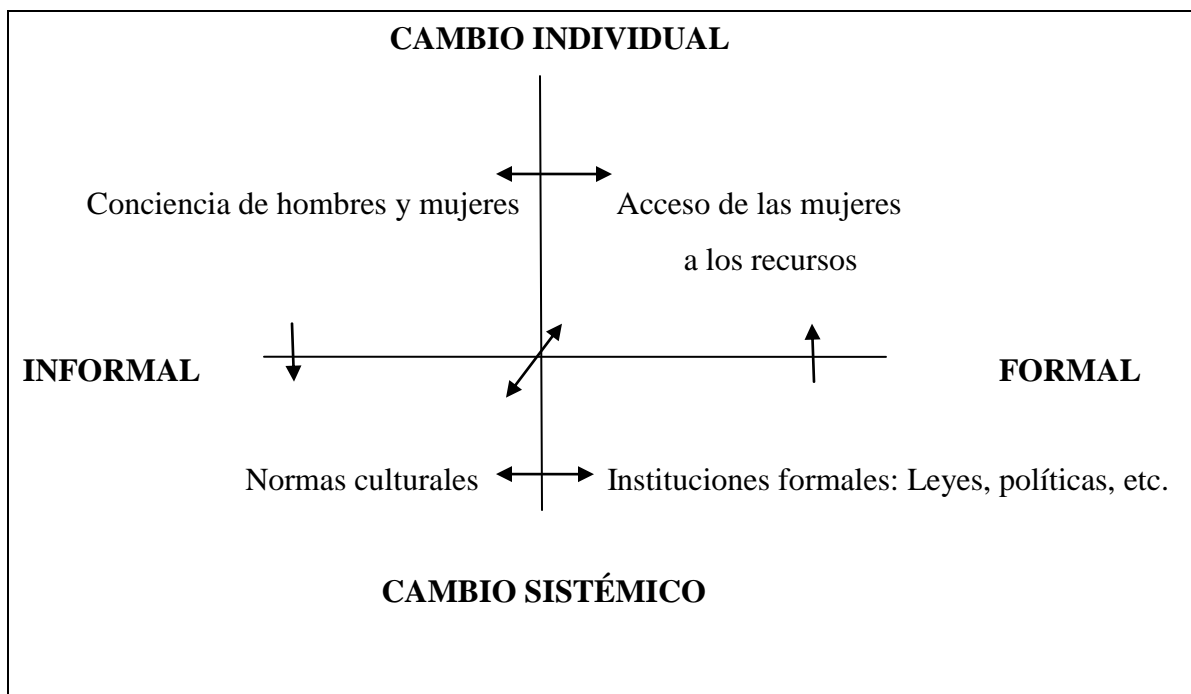 CAMBIO INDIVIDUAL
Conciencia de hombres y mujeres
Acceso de las mujeres
a los recursos
INFORMAL
FORMAL
Normas culturales
Instituciones formales: Leyes, políticas, etc.
CAMBIO SISTÉMICO